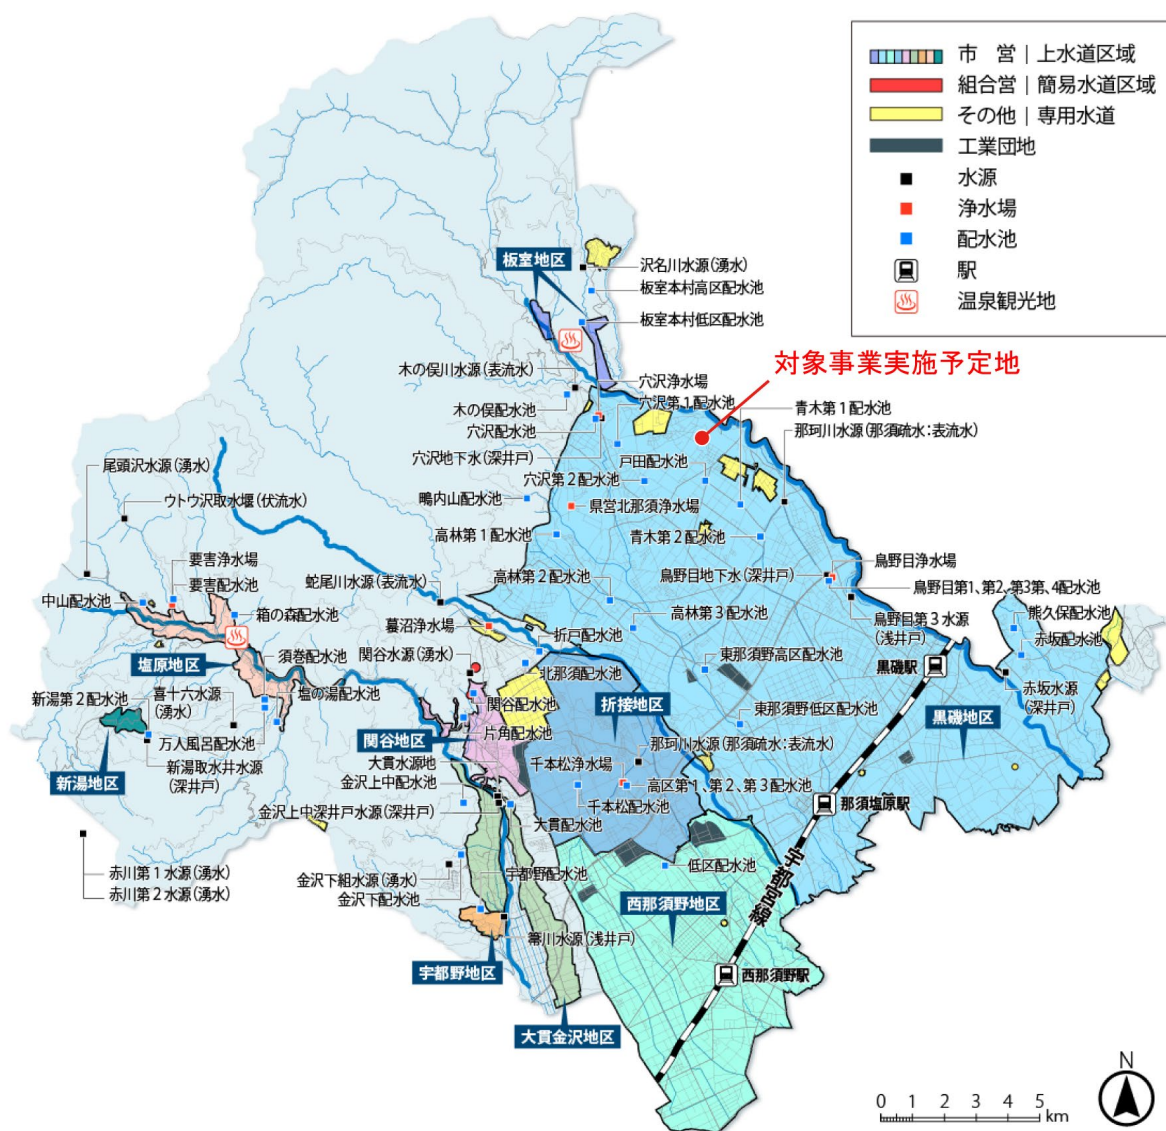 市 営｜上水道区域
組合営｜簡易水道区域
その他｜専用水道
工業団地
水源
浄水場
配水池
駅
温泉観光地
板室地区
沢名川水源(湧水)
板室本村高区配水池
板室本村低区配水池
対象事業実施予定地
木の俣川水源(表流水)
穴沢浄水場
木の俣配水池
穴沢第1配水池
青木第1配水池
穴沢配水池
那珂川水源(那須疏水:表流水)
穴沢地下水(深井戸)
戸田配水池
尾頭沢水源(湧水)
穴沢第2配水池
ウトウ沢取水堰(伏流水)
鴫内山配水池
県営北那須浄水場
高林第1配水池
青木第2配水池
要害浄水場
鳥野目浄水場
要害配水池
蛇尾川水源(表流水)
高林第2配水池
鳥野目地下水(深井戸)
鳥野目第1、第2、第3第、4配水池
中山配水池
箱の森配水池
蟇沼浄水場
高林第3配水池
鳥野目第3水源
(浅井戸)
熊久保配水池
折戸配水池
赤坂配水池
塩原地区
須巻配水池
関谷水源(湧水)
北那須配水池
東那須野高区配水池
黒磯駅
赤坂水源
(深井戸)
新湯第2配水池
喜十六水源
(湧水)
塩の湯配水池
関谷配水池
折接地区
東那須野低区配水池
黒磯地区
万人風呂配水池
関谷地区
片角配水池
那珂川水源(那須疏水:表流水)
新湯地区
新湯取水井水源
(深井戸)
大貫水源地
千本松浄水場
金沢上中配水池
高区第1、第2、第3配水池
那須塩原駅
金沢上中深井戸水源(深井戸)
千本松配水池
大貫配水池
宇都宮線
赤川第1水源(湧水)
赤川第2水源(湧水)
金沢下組水源(湧水)
金沢下配水池
宇都野配水池
低区配水池
西那須野地区
箒川水源(浅井戸)
宇都野地区
西那須野駅
大貫金沢地区
N
0 1 2 3 4 5
km